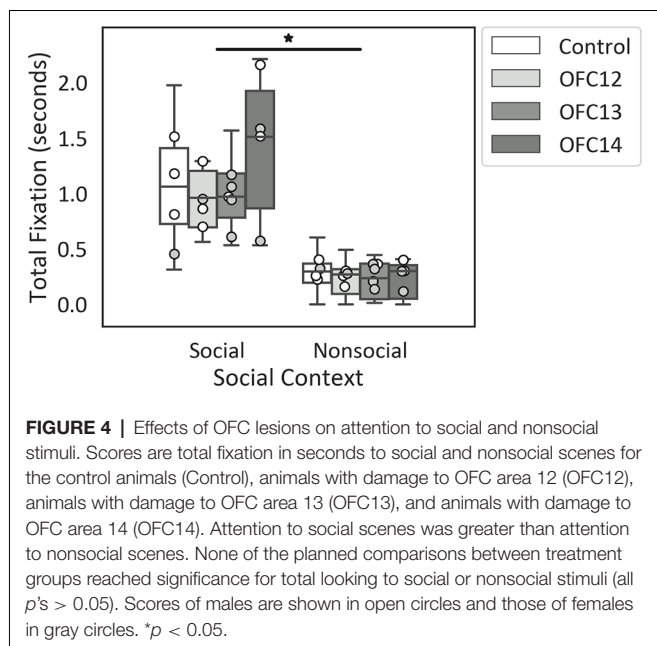 *
Control
OFC12
OFC13
OFC14
Total Fixation (seconds)
2.0
1.5
1.0
0.5
0.0
Social
Nonsocial
Social Context
FIGURE 4 | Effects of OFC lesions on attention to social and nonsocial
stimuli. Scores are total fixation in seconds to social and nonsocial scenes for
the control animals (Control), animals with damage to OFC area 12 (OFC12),
animals with damage to OFC area 13 (OFC13), and animals with damage to
OFC area 14 (OFC14). Attention to social scenes was greater than attention
to nonsocial scenes. None of the planned comparisons between treatment
groups reached significance for total looking to social or nonsocial stimuli (all
p's > 0.05). Scores of males are shown in open circles and those of females
in gray circles. *p < 0.05.